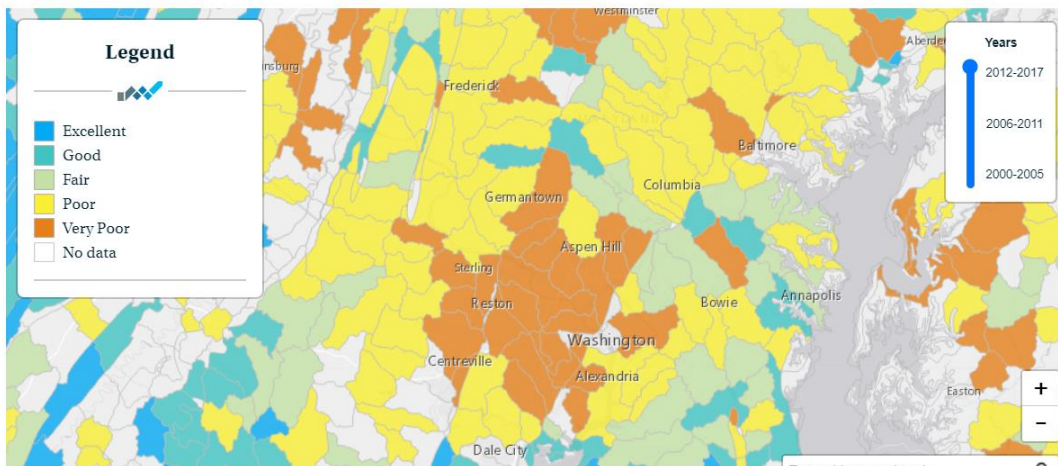 Legend
Excellent
Good
Fair
Poor
Very Poor
No data
Westminster
Frederick
MARYLAND
Baltimore
Germantown
Columbia
Aspen Hill
Sterling
Reston
Bowie
Annapolis
Washington
Centreville
Alexandria
Dale City
Easton
Years
2012-2017
2006-2011
2000-2005
+
−